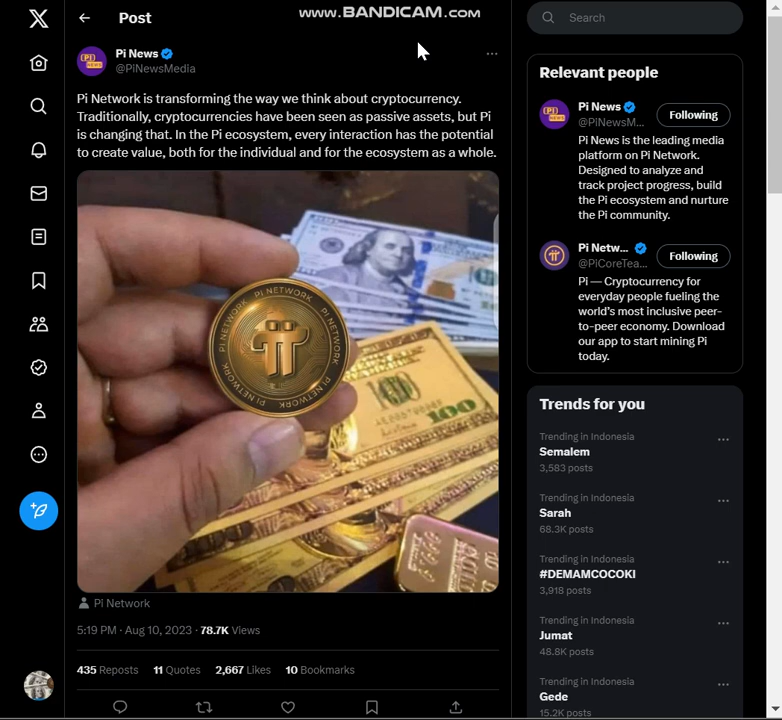 www.BANDICAM.com
Post
Search
Pi News
@PiNewsMedia
Pi Network is transforming the way we think about cryptocurrency.
Traditionally, cryptocurrencies have been seen as passive assets, but Pi
is changing that. In the Pi ecosystem, every interaction has the potential
to create value, both for the individual and for the ecosystem as a whole.
PI NETWORK
PI NETWORK
PI NETWORK
PI NETWORK
100
100
Pi Network
5:19 PM · Aug 10, 2023 · 78.7K Views
435 Reposts 11 Quotes 2,667 Likes 10 Bookmarks
Relevant people
Pi News
@PiNewsM...
Following
Pi News is the leading media
platform on Pi Network.
Designed to analyze and
track project progress, build
the Pi ecosystem and nurture
the Pi community.
Pi Netw...
@PiCoreTea...
Following
Pi — Cryptocurrency for
everyday people fueling the
world's most inclusive peer-
to-peer economy. Download
our app to start mining Pi
today.
Trends for you
Trending in Indonesia
Semalem
3,583 posts
Trending in Indonesia
Sarah
68.3K posts
Trending in Indonesia
#DEMAMCOCOKI
3,918 posts
Trending in Indonesia
Jumat
48.8K posts
Trending in Indonesia
Gede
15.2K posts